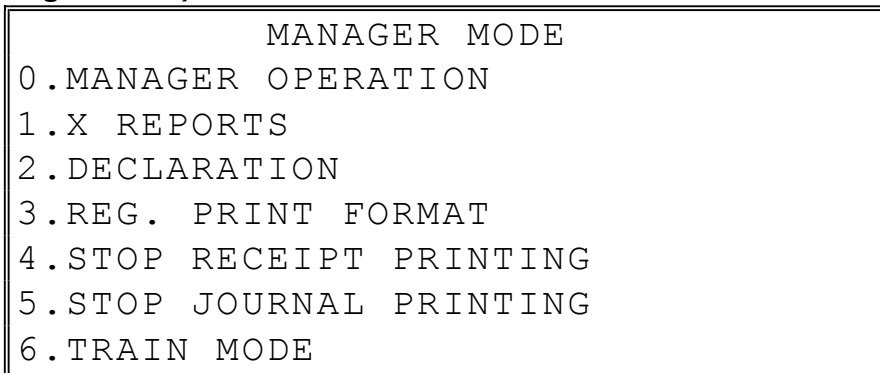 MANAGER MODE
0.MANAGER OPERATION
1.X REPORTS
2.DECLARATION
3.REG. PRINT FORMAT
4.STOP RECEIPT PRINTING
5.STOP JOURNAL PRINTING
6.TRAIN MODE